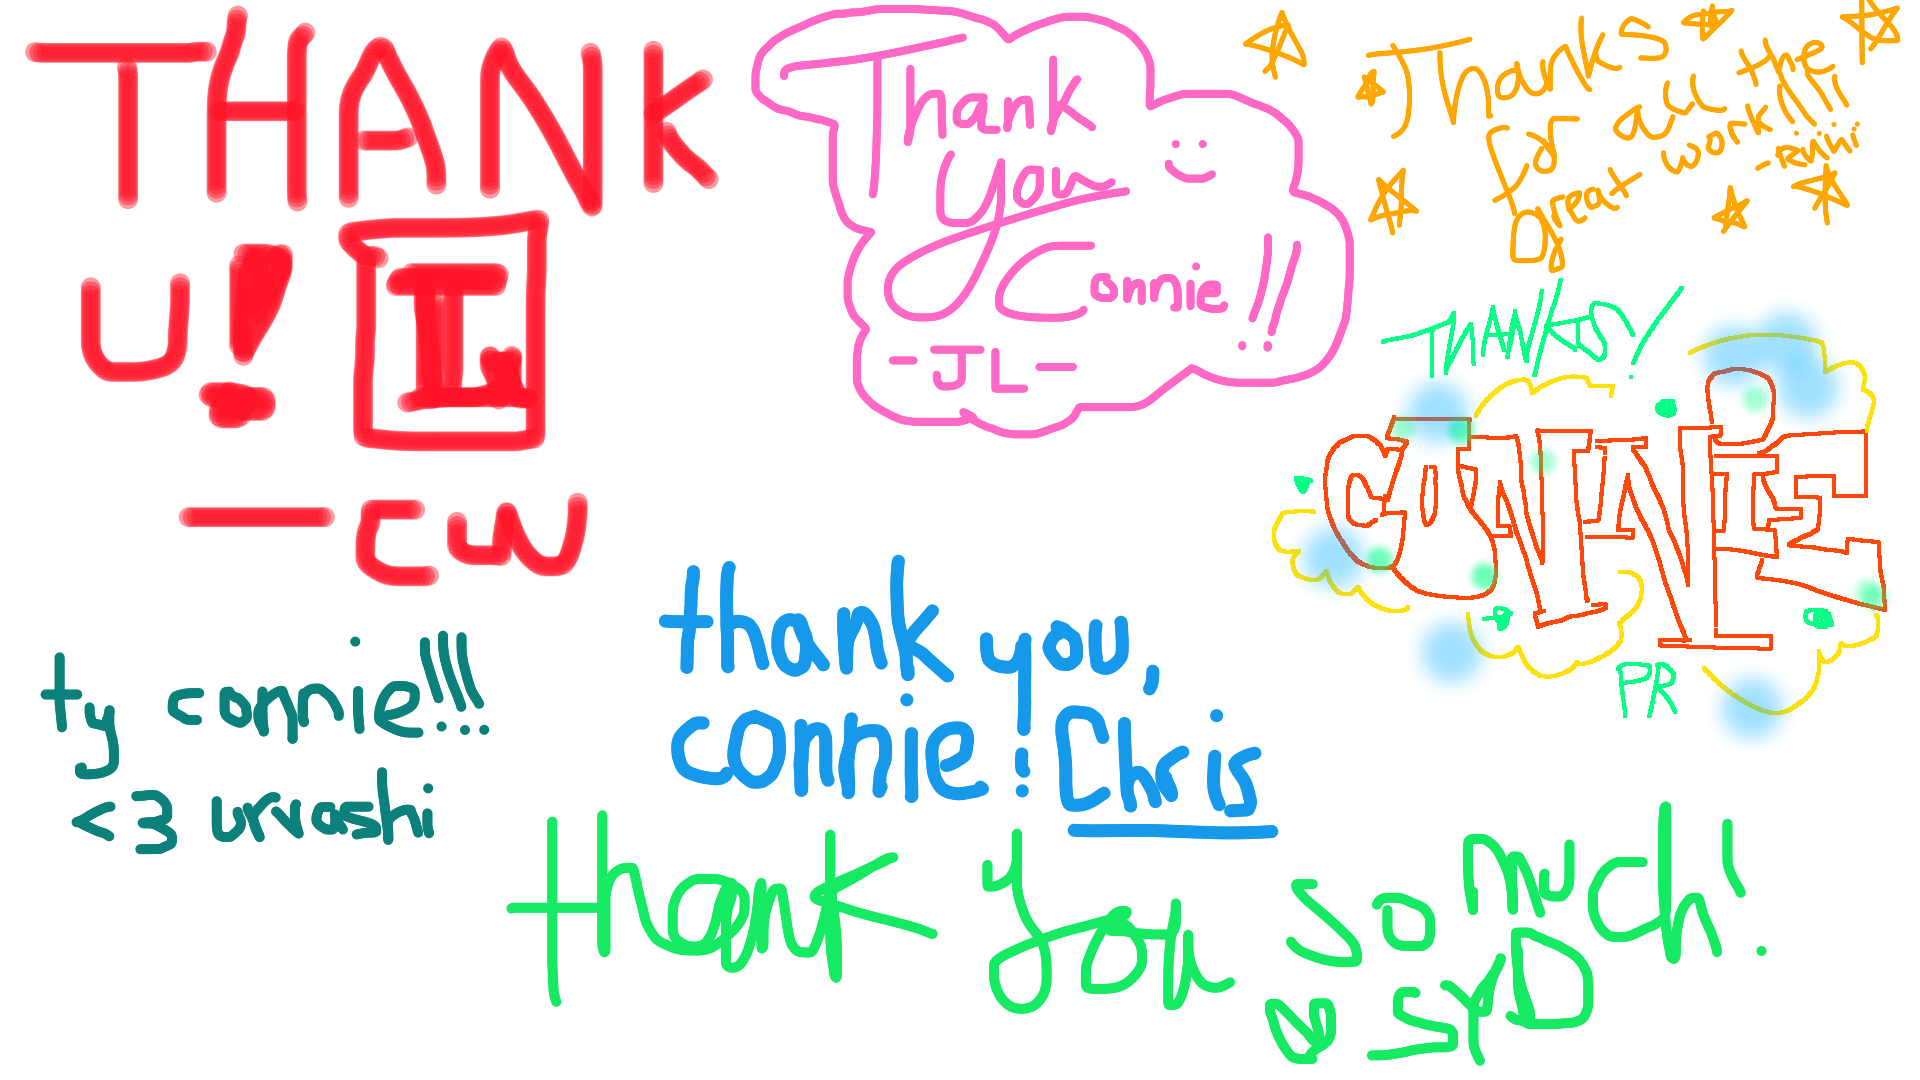 THANK
U! I
— CW
Thank
you
Connie!!
- JL -
Thanks
for all the
great work!!!
- Ruihi
THANKS!
CONNIE
PR
ty connie!!!
<3 urvashi
thank you,
connie! Chris
thank you so much!
SYD